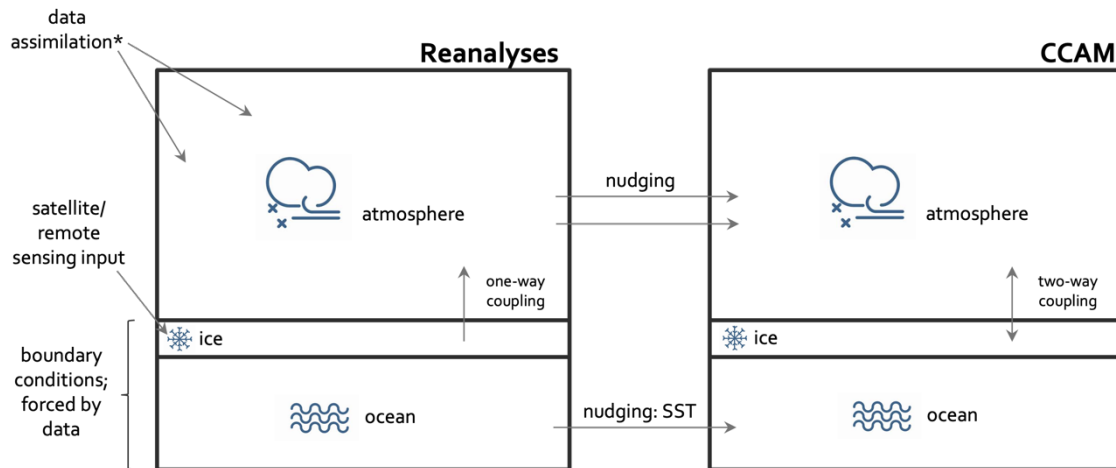 data
assimilation*
Reanalyses
CCAM
nudging
satellite/
remote
sensing input
atmosphere
atmosphere
one-way
coupling
two-way
coupling
ice
ice
boundary
conditions;
forced by
data
ocean
nudging: SST
ocean